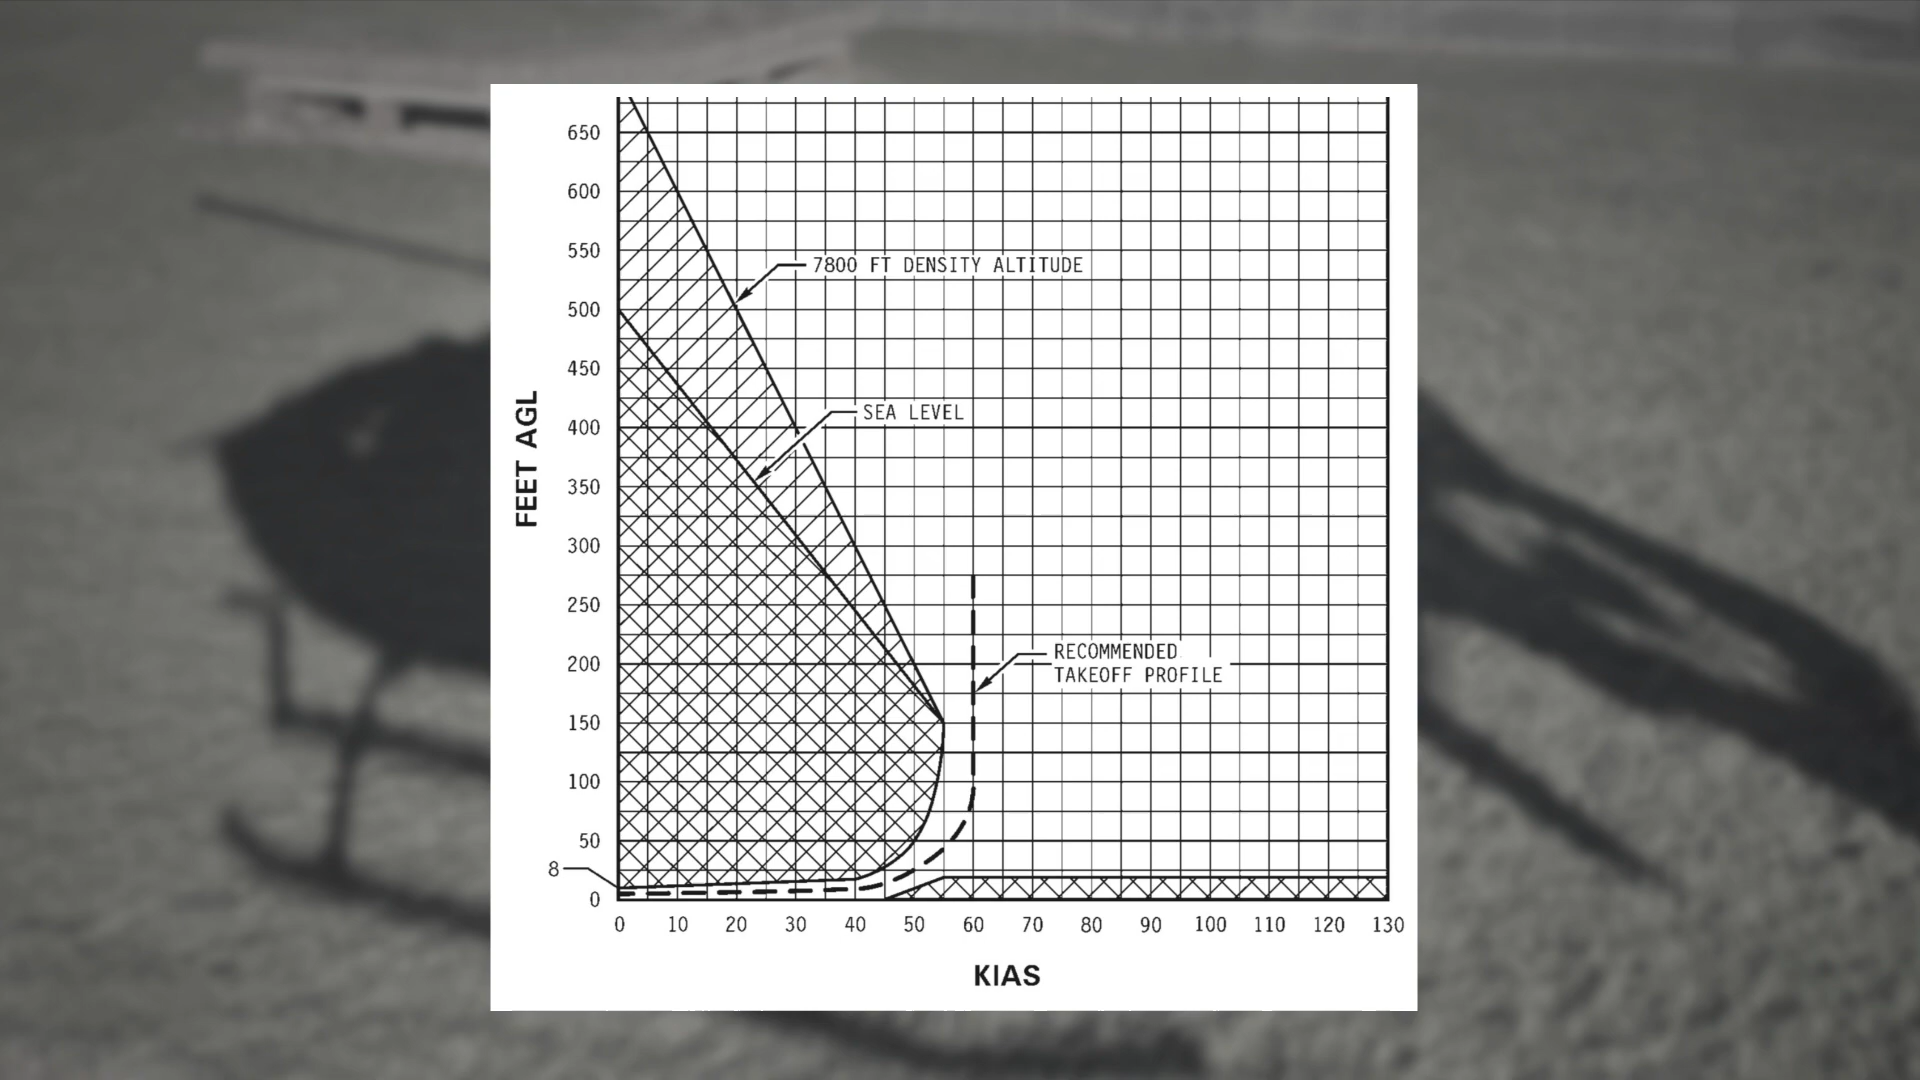 650
600
550
7800 FT DENSITY ALTITUDE
500
450
SEA LEVEL
400
350
300
250
RECOMMENDED
TAKEOFF PROFILE
200
150
100
50
8
0
0 10 20 30 40 50 60 70 80 90 100 110 120 130
FEET AGL
KIAS